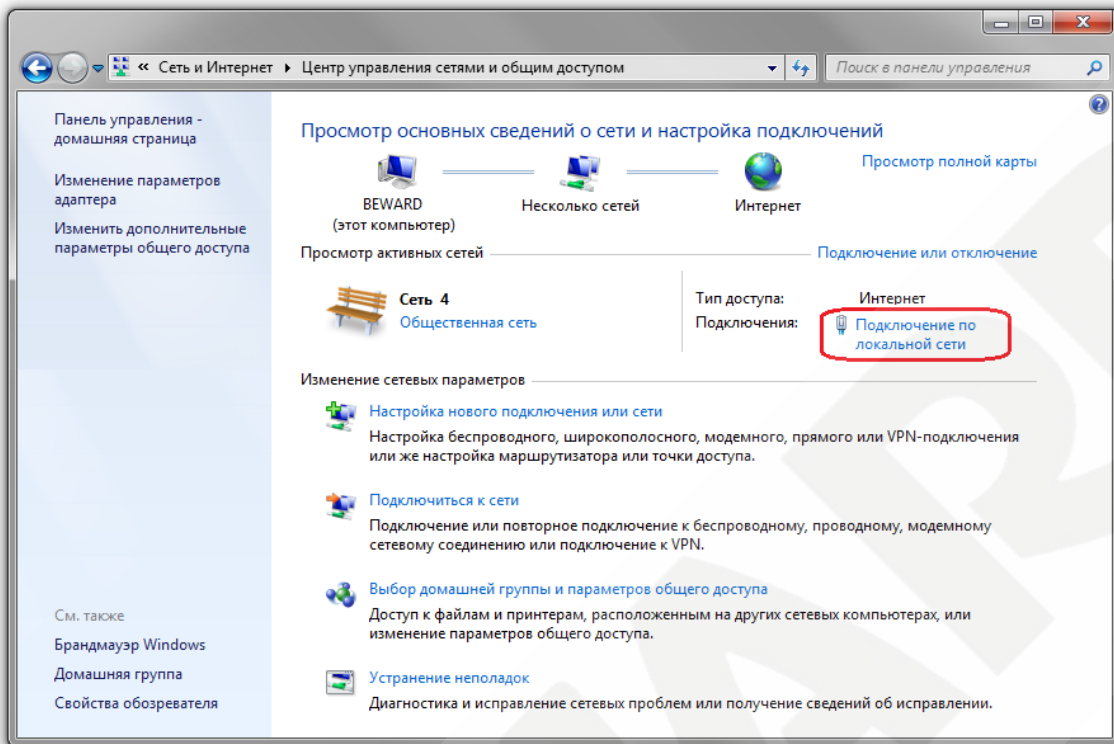 « Сеть и Интернет ▸ Центр управления сетями и общим доступом
Поиск в панели управления
Панель управления -
домашняя страница
Изменение параметров
адаптера
Изменить дополнительные
параметры общего доступа
См. также
Брандмауэр Windows
Домашняя группа
Свойства обозревателя
Просмотр основных сведений о сети и настройка подключений
Просмотр полной карты
BEWARD
(этот компьютер)
Несколько сетей
Интернет
Просмотр активных сетей
Подключение или отключение
Сеть 4
Общественная сеть
Тип доступа: Интернет
Подключения: Подключение по
локальной сети
Изменение сетевых параметров
Настройка нового подключения или сети
Настройка беспроводного, широкополосного, модемного, прямого или VPN-подключения
или же настройка маршрутизатора или точки доступа.
Подключиться к сети
Подключение или повторное подключение к беспроводному, проводному, модемному
сетевому соединению или подключение к VPN.
Выбор домашней группы и параметров общего доступа
Доступ к файлам и принтерам, расположенным на других сетевых компьютерах, или
изменение параметров общего доступа.
Устранение неполадок
Диагностика и исправление сетевых проблем или получение сведений об исправлении.